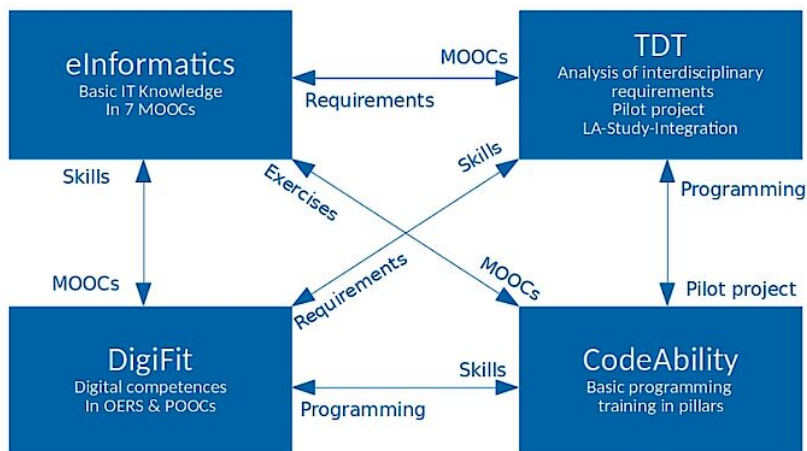 eInformatics
Basic IT Knowledge
In 7 MOOCs
MOOCs
Requirements
TDT
Analysis of interdisciplinary
requirements
Pilot project
LA-Study-Integration
Skills
MOOCs
Exercises
MOOCs
Skills
Requirements
Programming
Pilot project
DigiFit
Digital competences
In OERS & POOCs
Skills
Programming
CodeAbility
Basic programming
training in pillars